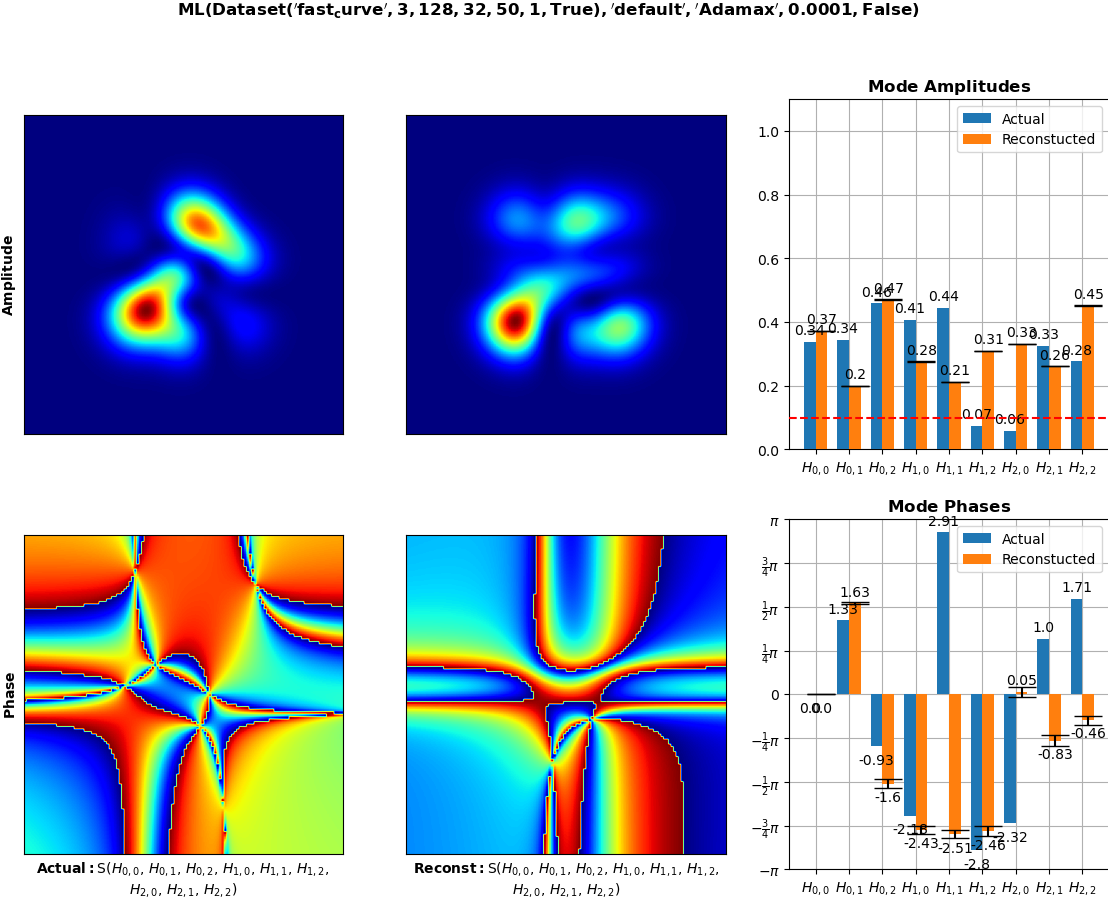 ML(Dataset('fast_curve', 3, 128, 32, 50, 1, True), 'default', 'Adamax', 0.0001, False)
Amplitude
Mode Amplitudes
Actual
Reconstucted
1.0
0.8
0.6
0.4
0.2
0.0
0.34 0.37
0.34 0.2
0.46 0.47
0.41 0.28
0.44 0.21
0.07 0.31
0.06 0.33
0.33 0.26
0.28 0.45
H0,0 H0,1 H0,2 H1,0 H1,1 H1,2 H2,0 H2,1 H2,2
Phase
Mode Phases
Actual
Reconstucted
π
3/4π
1/2π
1/4π
0
−1/4π
−1/2π
−3/4π
−π
0.0 0.0
1.33 1.63
-0.93 -1.6
-2.18 -2.43
2.91 -2.51
-2.8 -2.46
-2.32 0.05
1.0 -0.83
1.71 -0.46
H0,0 H0,1 H0,2 H1,0 H1,1 H1,2 H2,0 H2,1 H2,2
Actual: S(H0,0, H0,1, H0,2, H1,0, H1,1, H1,2,
H2,0, H2,1, H2,2)
Reconst: S(H0,0, H0,1, H0,2, H1,0, H1,1, H1,2,
H2,0, H2,1, H2,2)